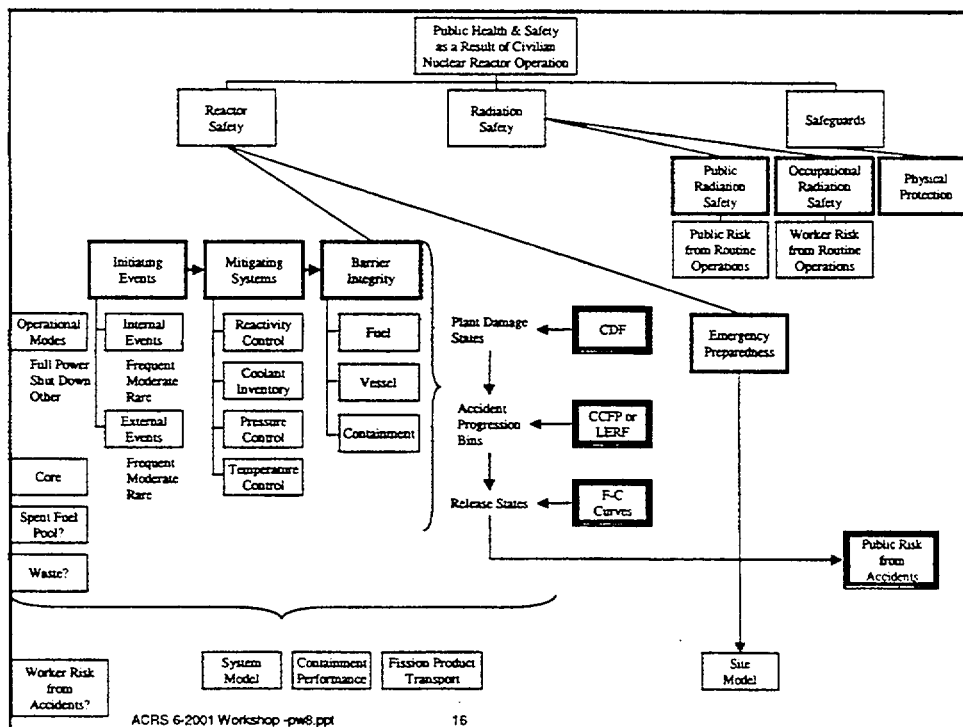 Public Health & Safety
as a Result of Civilian
Nuclear Reactor Operation
Reactor
Safety
Radiation
Safety
Safeguards
Public
Radiation
Safety
Occupational
Radiation
Safety
Physical
Protection
Public Risk
from Routine
Operations
Worker Risk
from Routine
Operations
Initiating
Events
Mitigating
Systems
Barrier
Integrity
Operational
Modes
Full Power
Shut Down
Other
Internal
Events
Frequent
Moderate
Rare
External
Events
Frequent
Moderate
Rare
Reactivity
Control
Coolant
Inventory
Pressure
Control
Temperature
Control
Fuel
Vessel
Containment
Plant Damage
States
CDF
Accident
Progression
Bins
CCFP or
LERF
Release States
F-C
Curves
Emergency
Preparedness
Core
Spent Fuel
Pool?
Waste?
Public Risk
from
Accidents
Worker Risk
from
Accidents?
System
Model
Containment
Performance
Fission Product
Transport
Site
Model
ACRS 6-2001 Workshop -pw8.ppt
16